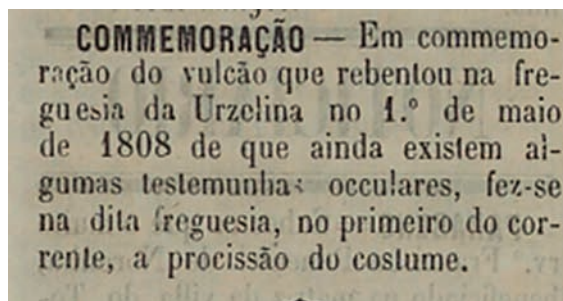 COMMEMORAÇÃO — Em commemo-
ração do vulcão que rebentou na fre-
guesia da Urzelina no 1.º de maio
de 1808 de que ainda existem al-
gumas testemunhas occulares, fez-se
na dita freguesia, no primeiro do cor-
rente, a procissão do costume.